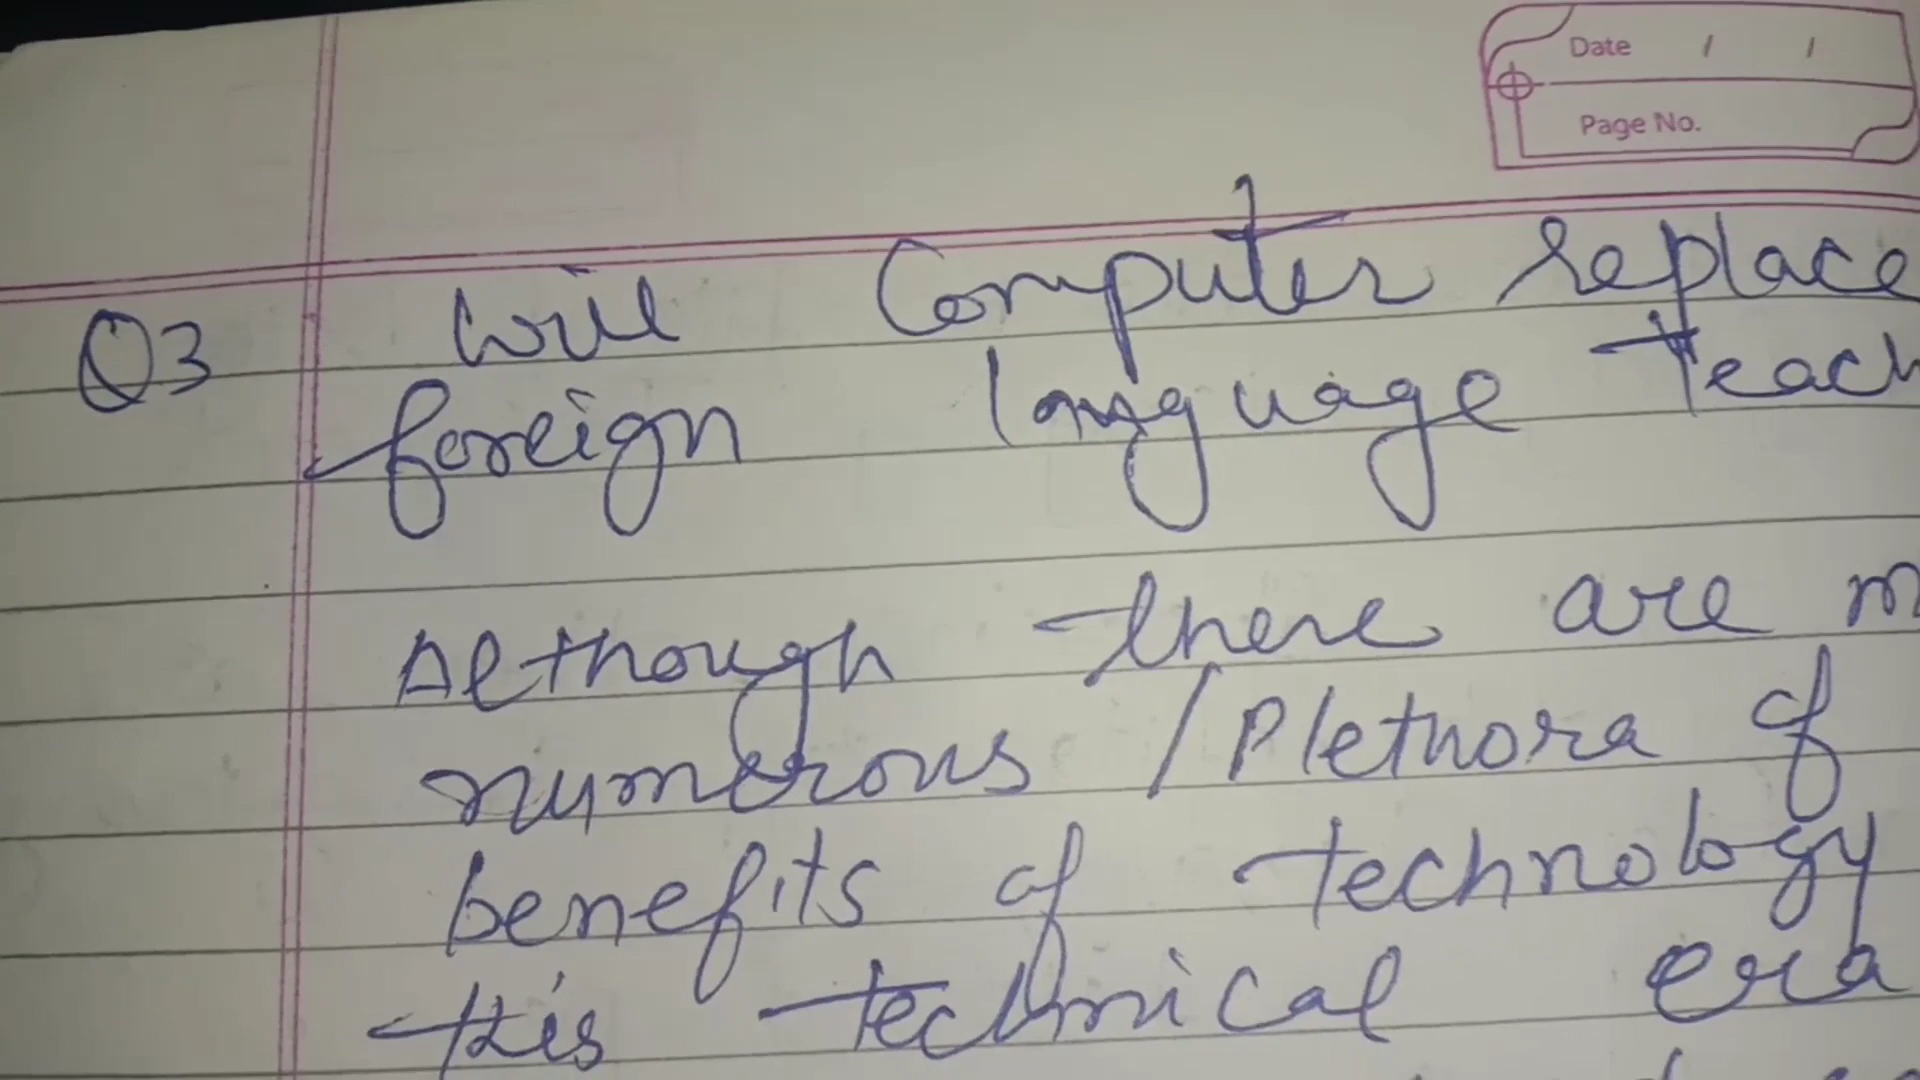 Date / /
Page No.
Q3 Will Computer replace
foreign language teach
Although there are m
numerous / Plethora of
benefits of technology
this technical era